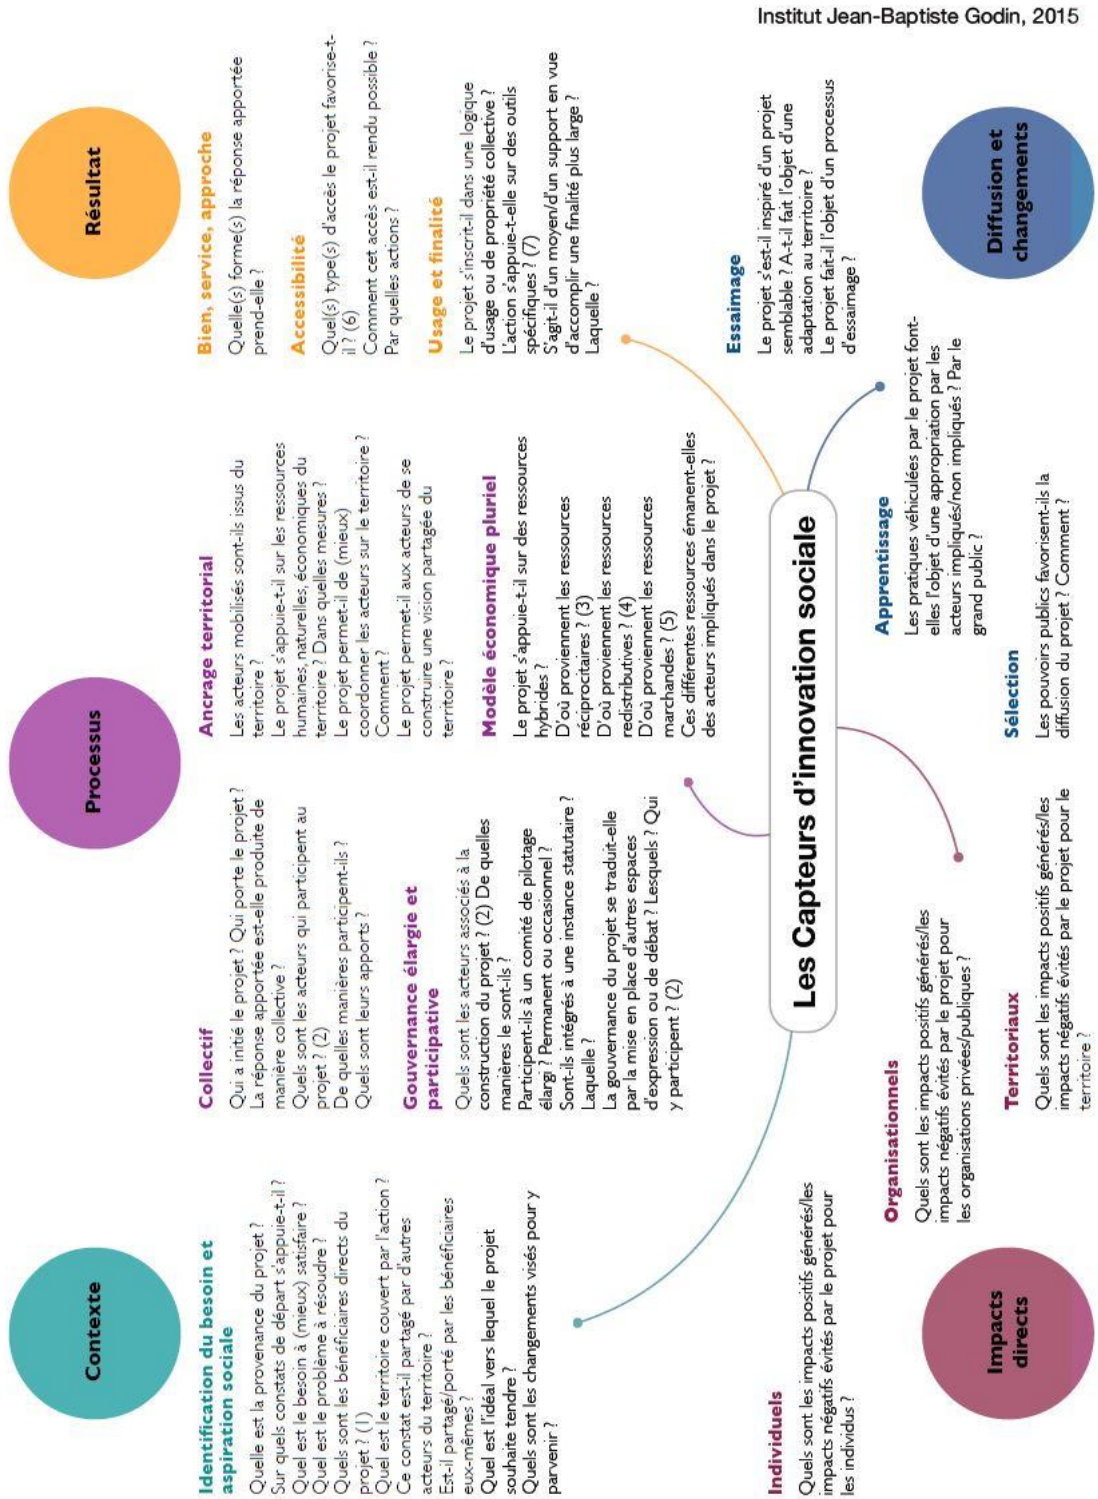 Institut Jean-Baptiste Godin, 2015
Contexte
Identification du besoin et
aspiration sociale
Quelle est la provenance du projet ?
Sur quels constats de départ s'appuie-t-il ?
Quel est le besoin à (mieux) satisfaire ?
Quel est le problème à résoudre ?
Quels sont les bénéficiaires directs du
projet ? (1)
Quel est le territoire couvert par l'action ?
Ce constat est-il partagé par d'autres
acteurs du territoire ?
Est-il partagé/porté par les bénéficiaires
eux-mêmes ?
Quel est l'idéal vers lequel le projet
souhaite tendre ?
Quels sont les changements visés pour y
parvenir ?
Processus
Collectif
Qui a initié le projet ? Qui porte le projet ?
La réponse apportée est-elle produite de
manière collective ?
Quels sont les acteurs qui participent au
projet ? (2)
De quelles manières participent-ils ?
Quels sont leurs apports ?
Gouvernance élargie et
participative
Quels sont les acteurs associés à la
construction du projet ? (2) De quelles
manières le sont-ils ?
Participent-ils à un comité de pilotage
élargi ? Permanent ou occasionnel ?
Sont-ils intégrés à une instance statutaire ?
Laquelle ?
La gouvernance du projet se traduit-elle
par la mise en place d'autres espaces
d'expression ou de débat ? Lesquels ? Qui
y participent ? (2)
Ancrage territorial
Les acteurs mobilisés sont-ils issus du
territoire ?
Le projet s'appuie-t-il sur les ressources
humaines, naturelles, économiques du
territoire ? Dans quelles mesures ?
Le projet permet-il de (mieux)
coordonner les acteurs sur le territoire ?
Comment ?
Le projet permet-il aux acteurs de se
construire une vision partagée du
territoire ?
Modèle économique pluriel
Le projet s'appuie-t-il sur des ressources
hybrides ?
D'où proviennent les ressources
réciprocitaires ? (3)
D'où proviennent les ressources
redistributives ? (4)
D'où proviennent les ressources
marchandes ? (5)
Ces différentes ressources émanent-elles
des acteurs impliqués dans le projet ?
Résultat
Bien, service, approche
Quelle(s) forme(s) la réponse apportée
prend-elle ?
Accessibilité
Quel(s) type(s) d'accès le projet favorise-t-
il ? (6)
Comment cet accès est-il rendu possible ?
Par quelles actions ?
Usage et finalité
Le projet s'inscrit-il dans une logique
d'usage ou de propriété collective ?
L'action s'appuie-t-elle sur des outils
spécifiques ? (7)
S'agit-il d'un moyen/d'un support en vue
d'accomplir une finalité plus large ?
Laquelle ?
Les Capteurs d'innovation sociale
Impacts
directs
Individuels
Quels sont les impacts positifs générés/les
impacts négatifs évités par le projet pour
les individus ?
Organisationnels
Quels sont les impacts positifs générés/les
impacts négatifs évités par le projet pour
les organisations privées/publiques ?
Territoriaux
Quels sont les impacts positifs générés/les
impacts négatifs évités par le projet pour le
territoire ?
Diffusion et
changements
Essaimage
Le projet s'est-il inspiré d'un projet
semblable ? A-t-il fait l'objet d'une
adaptation au territoire ?
Le projet fait-il l'objet d'un processus
d'essaimage ?
Apprentissage
Les pratiques véhiculées par le projet font-
elles l'objet d'une appropriation par les
acteurs impliqués/non impliqués ? Par le
grand public ?
Sélection
Les pouvoirs publics favorisent-ils la
diffusion du projet ? Comment ?